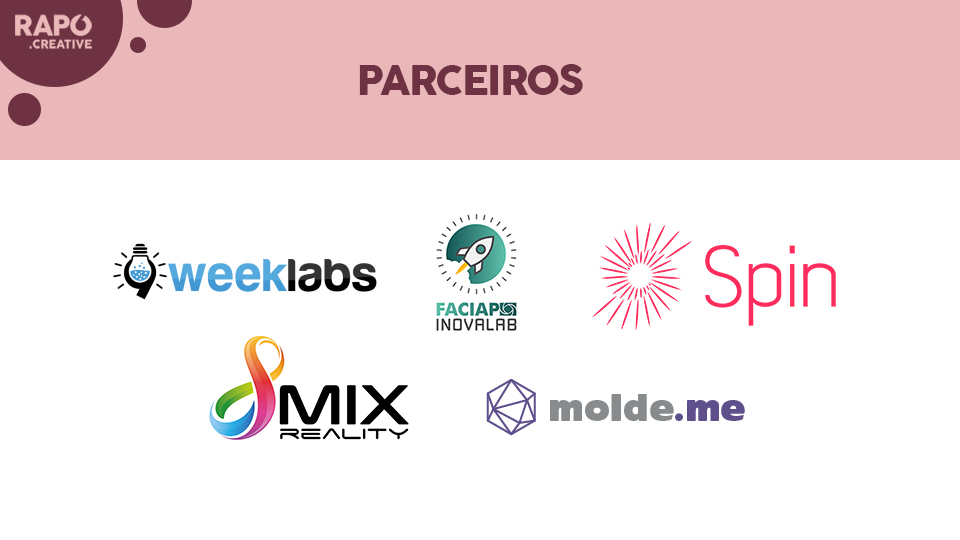 RAPO
.CREATIVE
PARCEIROS
weeklabs
FACIAP
INOVALAB
Spin
MIX
REALITY
molde.me